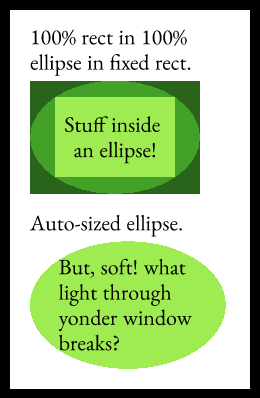 100% rect in 100%
ellipse in fixed rect.
Stuff inside
an ellipse!
Auto-sized ellipse.
But, soft! what
light through
yonder window
breaks?